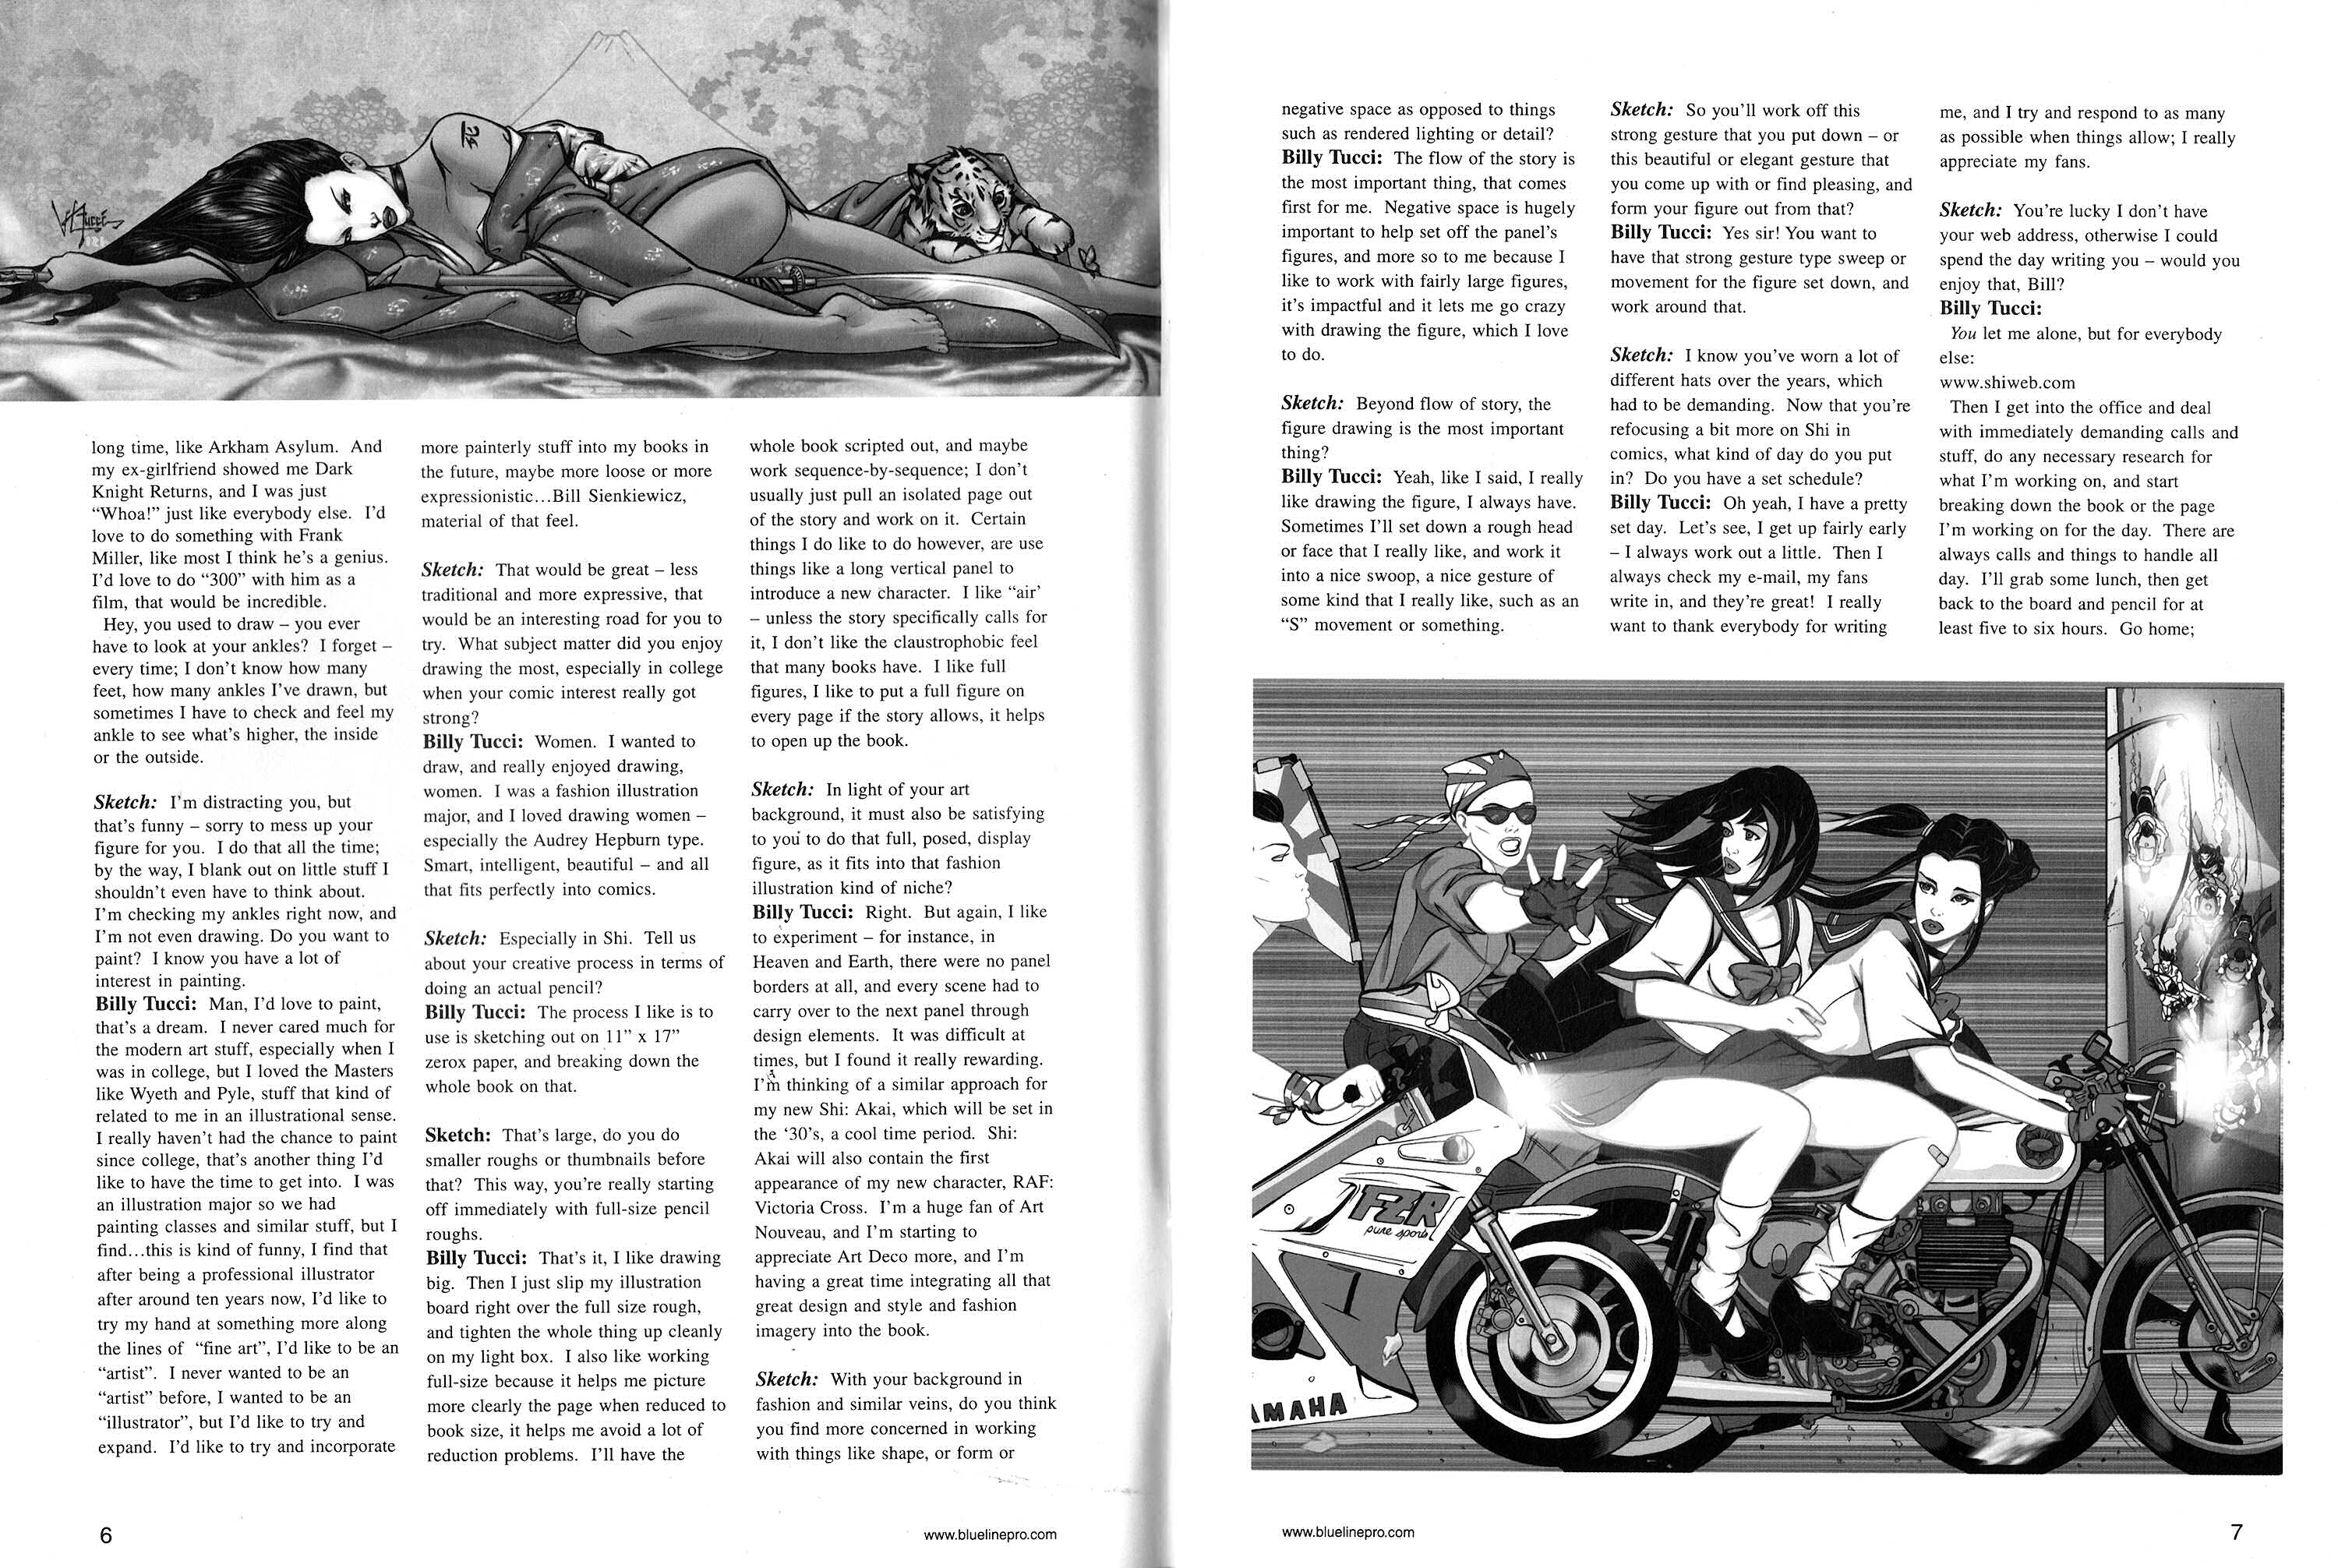 Tucci
long time, like Arkham Asylum.  And
my ex-girlfriend showed me Dark
Knight Returns, and I was just
“Whoa!” just like everybody else.  I’d
love to do something with Frank
Miller, like most I think he’s a genius.
I’d love to do “300” with him as a
film, that would be incredible.
Hey, you used to draw – you ever
have to look at your ankles?  I forget –
every time; I don’t know how many
feet, how many ankles I’ve drawn, but
sometimes I have to check and feel my
ankle to see what’s higher, the inside
or the outside.
Sketch:  I’m distracting you, but
that’s funny – sorry to mess up your
figure for you.  I do that all the time;
by the way, I blank out on little stuff I
shouldn’t even have to think about.
I’m checking my ankles right now, and
I’m not even drawing. Do you want to
paint?  I know you have a lot of
interest in painting.
Billy Tucci:  Man, I’d love to paint,
that’s a dream.  I never cared much for
the modern art stuff, especially when I
was in college, but I loved the Masters
like Wyeth and Pyle, stuff that kind of
related to me in an illustrational sense.
I really haven’t had the chance to paint
since college, that’s another thing I’d
like to have the time to get into.  I was
an illustration major so we had
painting classes and similar stuff, but I
find…this is kind of funny, I find that
after being a professional illustrator
after around ten years now, I’d like to
try my hand at something more along
the lines of  “fine art”, I’d like to be an
“artist”.  I never wanted to be an
“artist” before, I wanted to be an
“illustrator”, but I’d like to try and
expand.  I’d like to try and incorporate
more painterly stuff into my books in
the future, maybe more loose or more
expressionistic…Bill Sienkiewicz,
material of that feel.
Sketch:  That would be great – less
traditional and more expressive, that
would be an interesting road for you to
try.  What subject matter did you enjoy
drawing the most, especially in college
when your comic interest really got
strong?
Billy Tucci:  Women.  I wanted to
draw, and really enjoyed drawing,
women.  I was a fashion illustration
major, and I loved drawing women –
especially the Audrey Hepburn type.
Smart, intelligent, beautiful – and all
that fits perfectly into comics.
Sketch:  Especially in Shi.  Tell us
about your creative process in terms of
doing an actual pencil?
Billy Tucci:  The process I like is to
use is sketching out on 11” x 17”
zerox paper, and breaking down the
whole book on that.
Sketch:  That’s large, do you do
smaller roughs or thumbnails before
that?  This way, you’re really starting
off immediately with full-size pencil
roughs.
Billy Tucci:  That’s it, I like drawing
big.  Then I just slip my illustration
board right over the full size rough,
and tighten the whole thing up cleanly
on my light box.  I also like working
full-size because it helps me picture
more clearly the page when reduced to
book size, it helps me avoid a lot of
reduction problems.  I’ll have the
whole book scripted out, and maybe
work sequence-by-sequence; I don’t
usually just pull an isolated page out
of the story and work on it.  Certain
things I do like to do however, are use
things like a long vertical panel to
introduce a new character.  I like “air’
– unless the story specifically calls for
it, I don’t like the claustrophobic feel
that many books have.  I like full
figures, I like to put a full figure on
every page if the story allows, it helps
to open up the book.
Sketch:  In light of your art
background, it must also be satisfying
to you to do that full, posed, display
figure, as it fits into that fashion
illustration kind of niche?
Billy Tucci:  Right.  But again, I like
to experiment – for instance, in
Heaven and Earth, there were no panel
borders at all, and every scene had to
carry over to the next panel through
design elements.  It was difficult at
times, but I found it really rewarding.
I’m thinking of a similar approach for
my new Shi: Akai, which will be set in
the ‘30’s, a cool time period.  Shi:
Akai will also contain the first
appearance of my new character, RAF:
Victoria Cross.  I’m a huge fan of Art
Nouveau, and I’m starting to
appreciate Art Deco more, and I’m
having a great time integrating all that
great design and style and fashion
imagery into the book.
Sketch:  With your background in
fashion and similar veins, do you think
you find more concerned in working
with things like shape, or form or
6
www.bluelinepro.com
negative space as opposed to things
such as rendered lighting or detail?
Billy Tucci:  The flow of the story is
the most important thing, that comes
first for me.  Negative space is hugely
important to help set off the panel’s
figures, and more so to me because I
like to work with fairly large figures,
it’s impactful and it lets me go crazy
with drawing the figure, which I love
to do.
Sketch:  Beyond flow of story, the
figure drawing is the most important
thing?
Billy Tucci:  Yeah, like I said, I really
like drawing the figure, I always have.
Sometimes I’ll set down a rough head
or face that I really like, and work it
into a nice swoop, a nice gesture of
some kind that I really like, such as an
“S” movement or something.
Sketch:  So you’ll work off this
strong gesture that you put down – or
this beautiful or elegant gesture that
you come up with or find pleasing, and
form your figure out from that?
Billy Tucci:  Yes sir! You want to
have that strong gesture type sweep or
movement for the figure set down, and
work around that.
Sketch:  I know you’ve worn a lot of
different hats over the years, which
had to be demanding.  Now that you’re
refocusing a bit more on Shi in
comics, what kind of day do you put
in?  Do you have a set schedule?
Billy Tucci:  Oh yeah, I have a pretty
set day.  Let’s see, I get up fairly early
– I always work out a little.  Then I
always check my e-mail, my fans
write in, and they’re great!  I really
want to thank everybody for writing
me, and I try and respond to as many
as possible when things allow; I really
appreciate my fans.
Sketch:  You’re lucky I don’t have
your web address, otherwise I could
spend the day writing you – would you
enjoy that, Bill?
Billy Tucci:
You let me alone, but for everybody
else:
www.shiweb.com
Then I get into the office and deal
with immediately demanding calls and
stuff, do any necessary research for
what I’m working on, and start
breaking down the book or the page
I’m working on for the day.  There are
always calls and things to handle all
day.  I’ll grab some lunch, then get
back to the board and pencil for at
least five to six hours.  Go home;
FZR
pure sports
1
AMAHA
www.bluelinepro.com
7